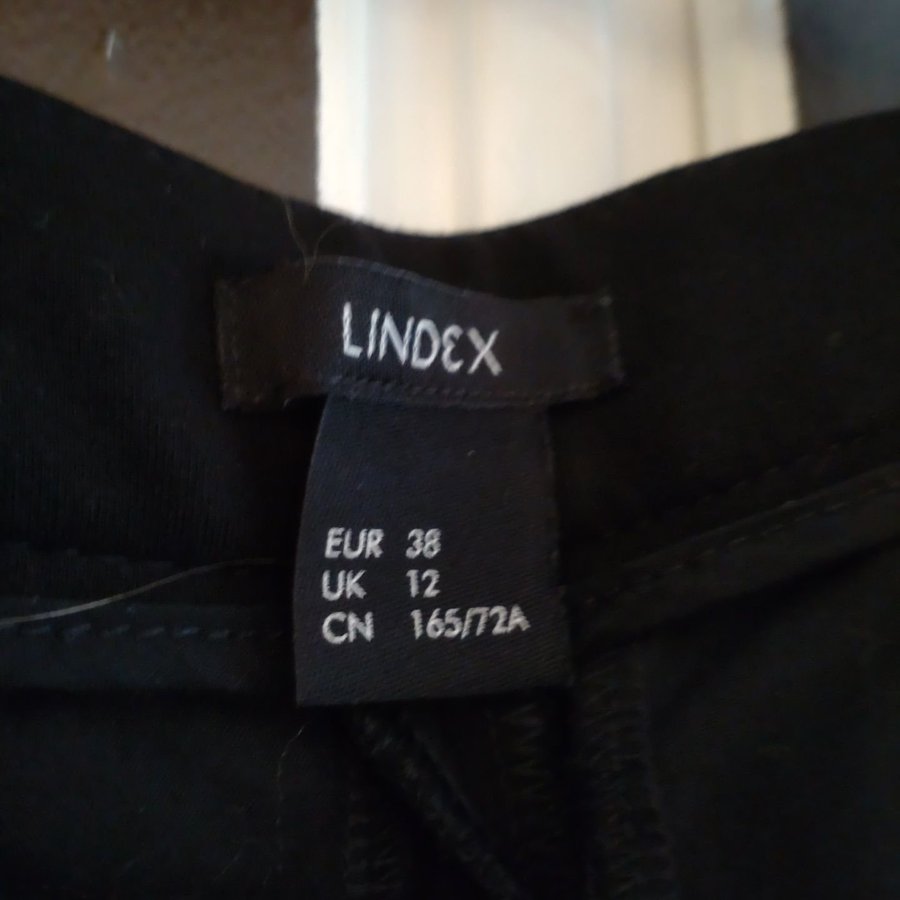 LINDEX
EUR 38
UK 12
CN 165/72A